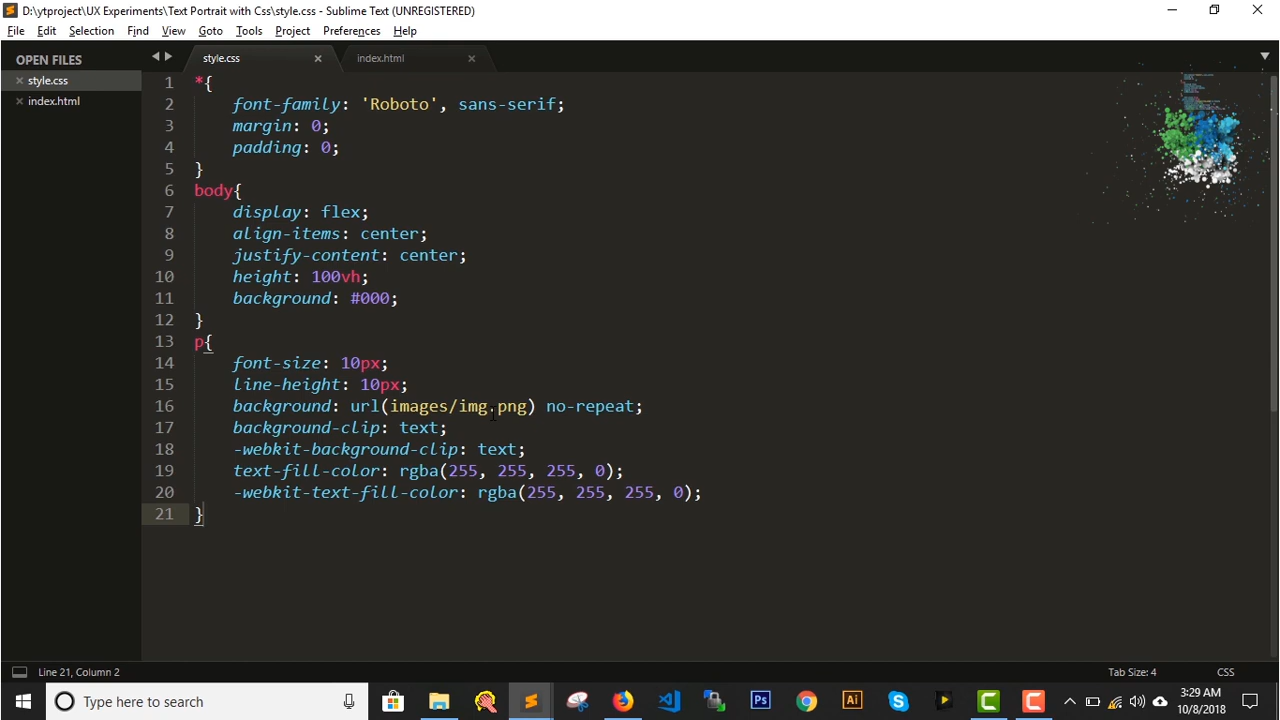 D:\ytproject\UX Experiments\Text Portrait with Css\style.css - Sublime Text (UNREGISTERED)
File Edit Selection Find View Goto Tools Project Preferences Help
OPEN FILES
style.css
index.html
style.css
index.html
1 *{
2 font-family: 'Roboto', sans-serif;
3 margin: 0;
4 padding: 0;
5 }
6 body{
7 display: flex;
8 align-items: center;
9 justify-content: center;
10 height: 100vh;
11 background: #000;
12 }
13 p{
14 font-size: 10px;
15 line-height: 10px;
16 background: url(images/img.png) no-repeat;
17 background-clip: text;
18 -webkit-background-clip: text;
19 text-fill-color: rgba(255, 255, 255, 0);
20 -webkit-text-fill-color: rgba(255, 255, 255, 0);
21 }
Line 21, Column 2
Tab Size: 4
CSS
Type here to search
Ps
Ai
3:29 AM
10/8/2018